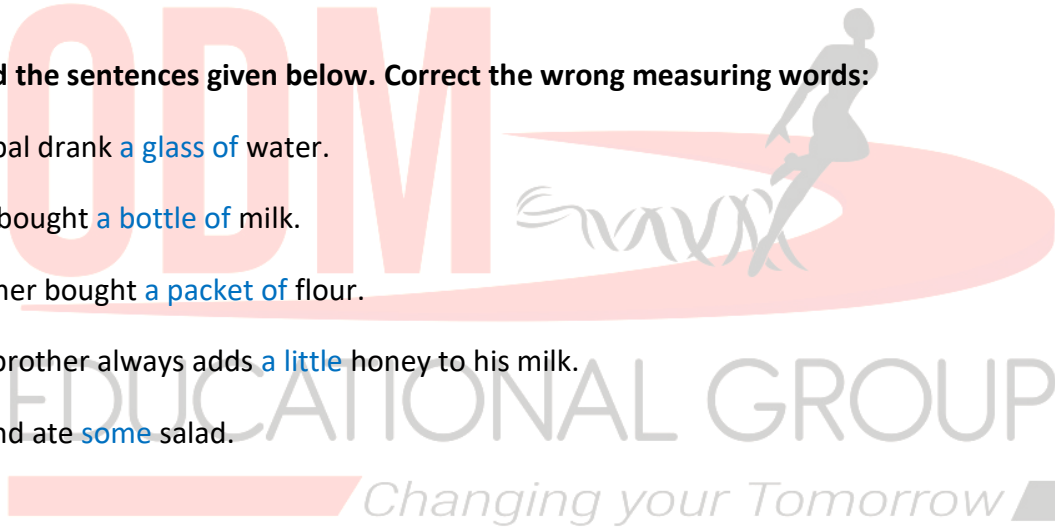 ODM
d the sentences given below. Correct the wrong measuring words:
pal drank a glass of water.
bought a bottle of milk.
her bought a packet of flour.
brother always adds a little honey to his milk.
nd ate some salad.
EDUCATIONAL GROUP
Changing your Tomorrow